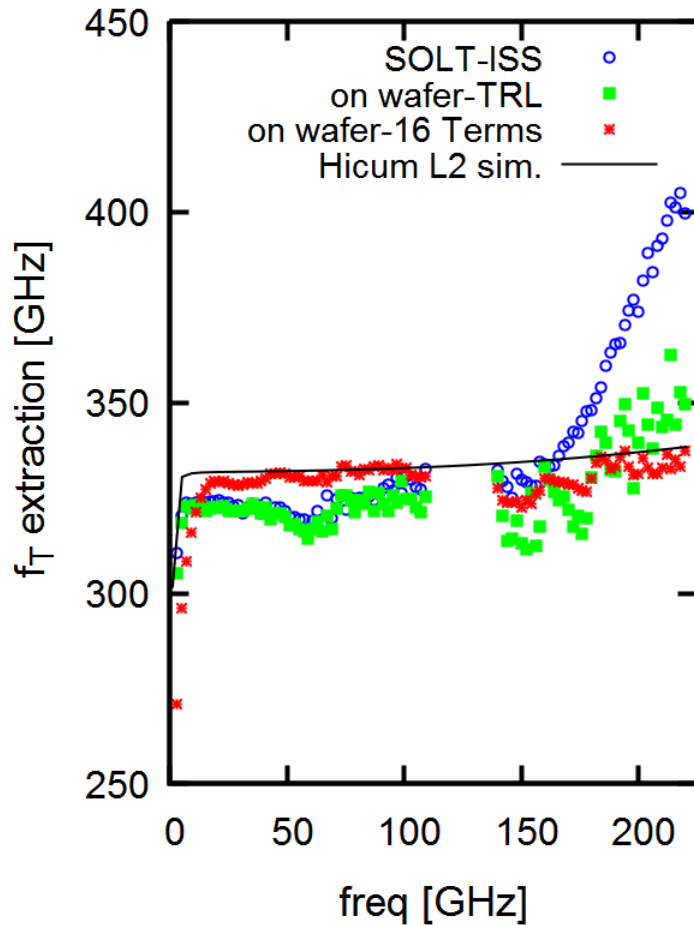 450
SOLT-ISS
on wafer-TRL
on wafer-16 Terms
Hicum L2 sim.
400
350
300
250
fT extraction [GHz]
0 50 100 150 200
freq [GHz]